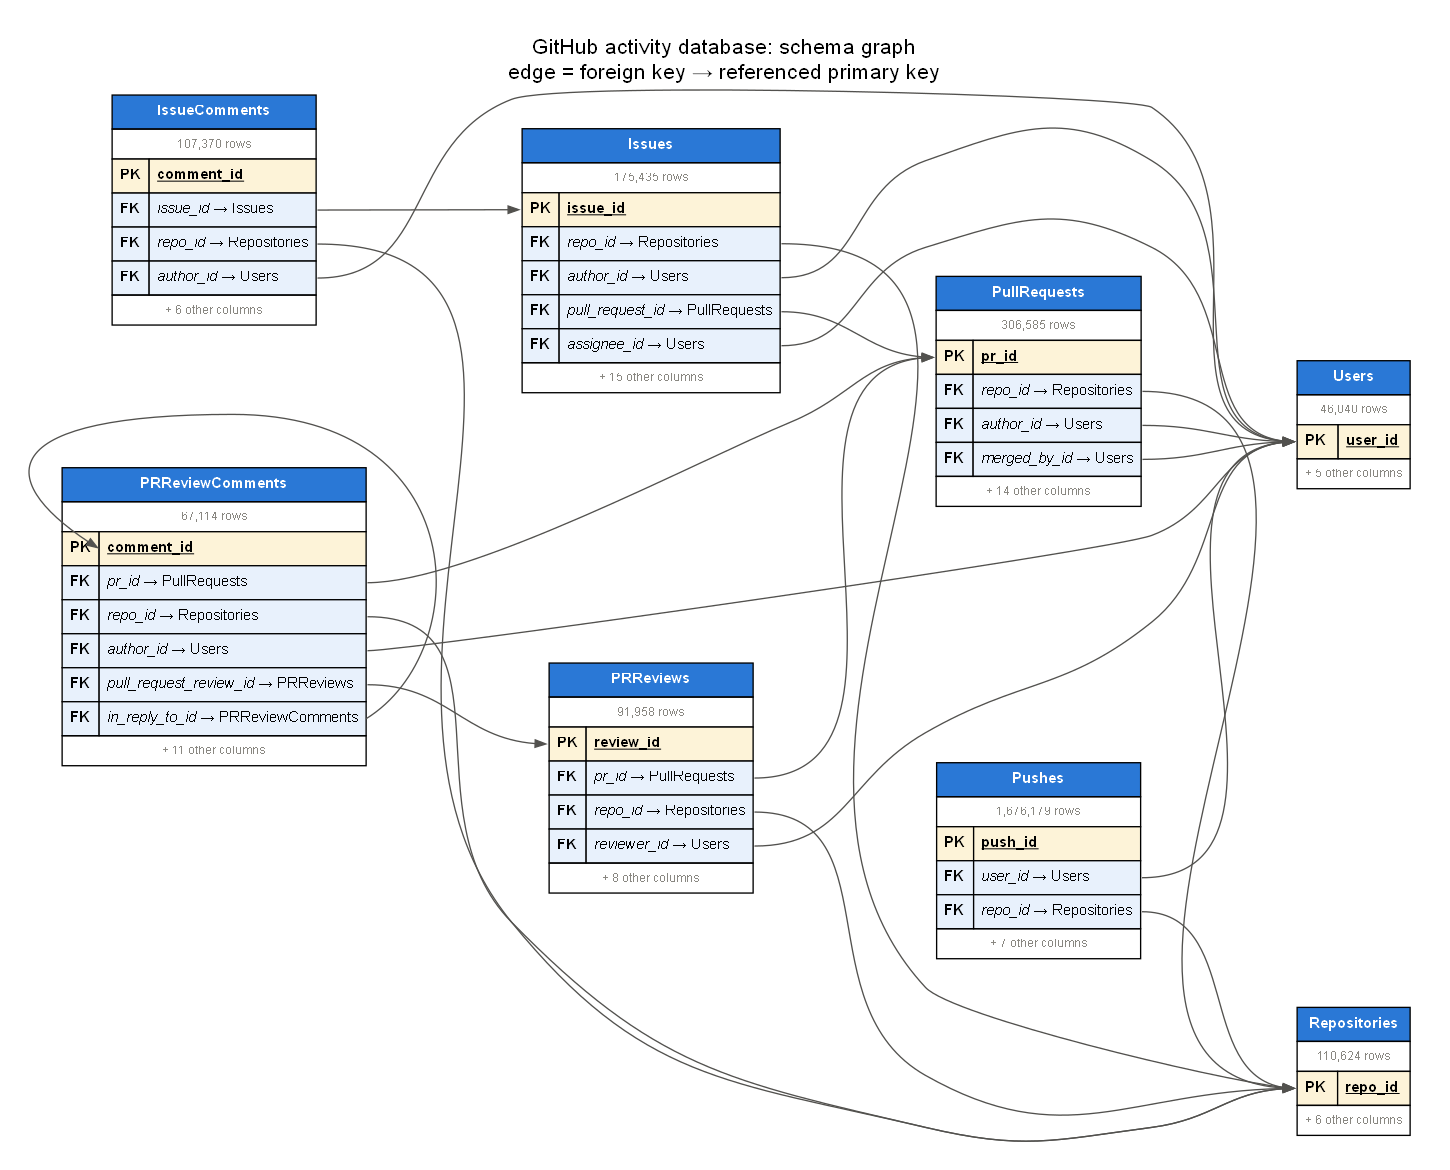 GitHub activity database: schema graph
edge = foreign key → referenced primary key
IssueComments
107,370 rows
PK comment_id
FK issue_id → Issues
FK repo_id → Repositories
FK author_id → Users
+ 6 other columns
Issues
175,435 rows
PK issue_id
FK repo_id → Repositories
FK author_id → Users
FK pull_request_id → PullRequests
FK assignee_id → Users
+ 15 other columns
PullRequests
306,585 rows
PK pr_id
FK repo_id → Repositories
FK author_id → Users
FK merged_by_id → Users
+ 14 other columns
Users
46,040 rows
PK user_id
+ 5 other columns
PRReviewComments
67,114 rows
PK comment_id
FK pr_id → PullRequests
FK repo_id → Repositories
FK author_id → Users
FK pull_request_review_id → PRReviews
FK in_reply_to_id → PRReviewComments
+ 11 other columns
PRReviews
91,958 rows
PK review_id
FK pr_id → PullRequests
FK repo_id → Repositories
FK reviewer_id → Users
+ 8 other columns
Pushes
1,676,179 rows
PK push_id
FK user_id → Users
FK repo_id → Repositories
+ 7 other columns
Repositories
110,624 rows
PK repo_id
+ 6 other columns